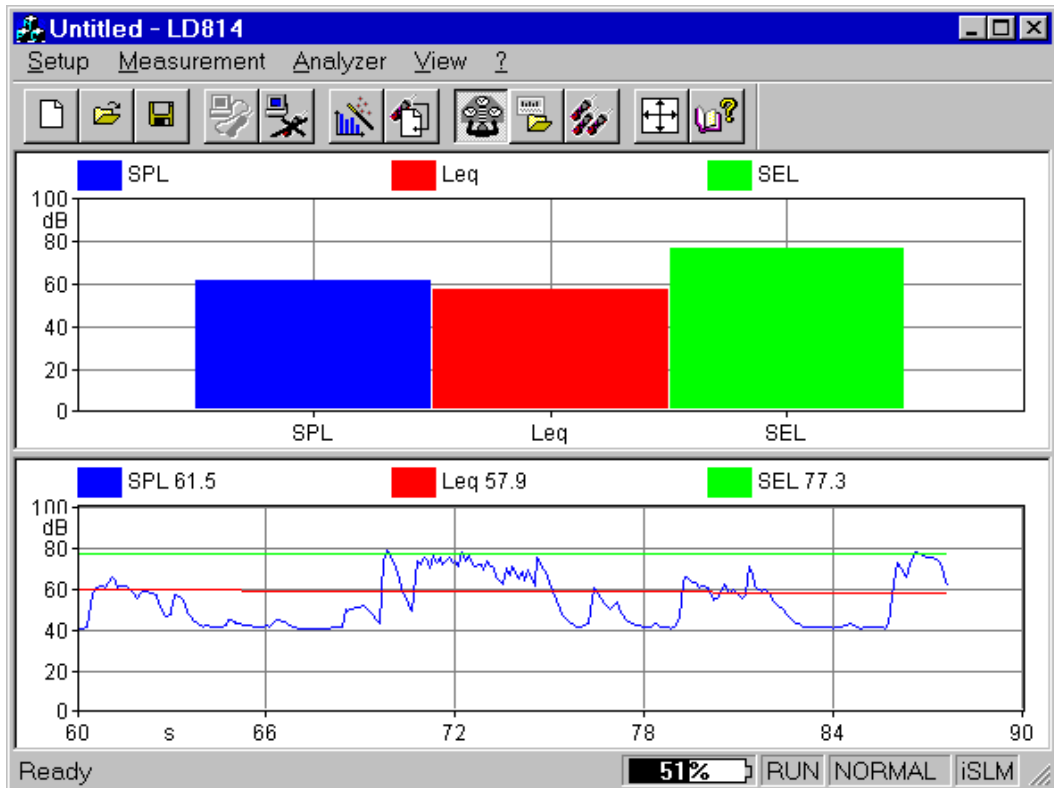 Untitled - LD814
Setup Measurement Analyzer View ?
SPL Leq SEL
100
dB
80
60
40
20
0
SPL Leq SEL
SPL 61.5 Leq 57.9 SEL 77.3
100
dB
80
60
40
20
0
60 s 66 72 78 84 90
Ready 51% RUN NORMAL iSLM